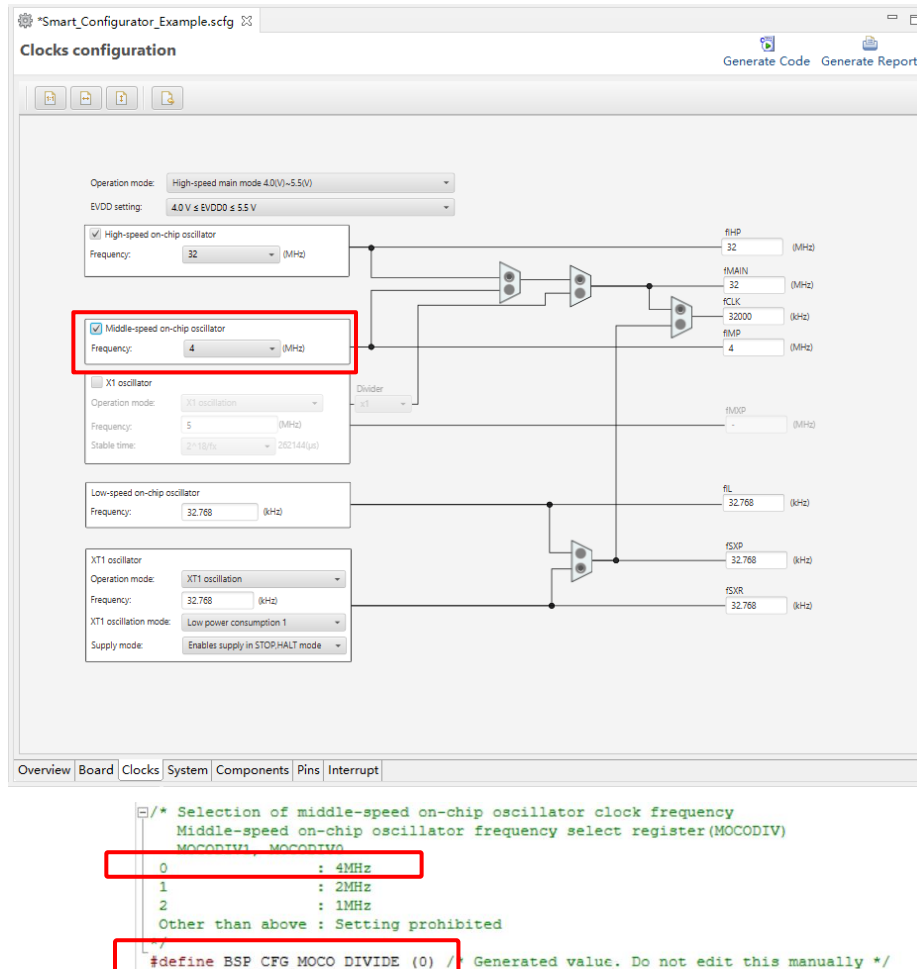 *Smart_Configurator_Example.scfg
Clocks configuration
Generate Code Generate Report
Operation mode: High-speed main mode 4.0(V)~5.5(V)
EVDD setting: 4.0 V ≤ EVDD0 ≤ 5.5 V
High-speed on-chip oscillator
Frequency: 32 (MHz)
fIHP
32 (MHz)
fMAIN
32 (MHz)
fCLK
32000 (kHz)
Middle-speed on-chip oscillator
Frequency: 4 (MHz)
fIMP
4 (MHz)
X1 oscillator
Operation mode: X1 oscillation
Frequency: 5 (MHz)
Stable time: 2^18/fx 262144(μs)
Divider
x1
fMXP
- (MHz)
Low-speed on-chip oscillator
Frequency: 32.768 (kHz)
fIL
32.768 (kHz)
fSXP
32.768 (kHz)
XT1 oscillator
Operation mode: XT1 oscillation
Frequency: 32.768 (kHz)
XT1 oscillation mode: Low power consumption 1
Supply mode: Enables supply in STOP,HALT mode
fSXR
32.768 (kHz)
Overview Board Clocks System Components Pins Interrupt
/* Selection of middle-speed on-chip oscillator clock frequency
Middle-speed on-chip oscillator frequency select register(MOCODIV)
MOCODIV1, MOCODIV0
0 : 4MHz
1 : 2MHz
2 : 1MHz
Other than above : Setting prohibited
*/
#define BSP_CFG_MOCO_DIVIDE (0) /* Generated value. Do not edit this manually */